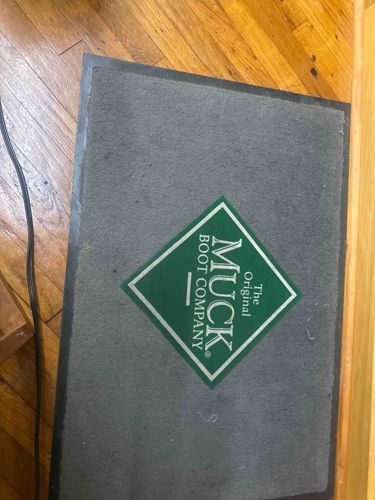 The
Original
MUCK®
BOOT COMPANY